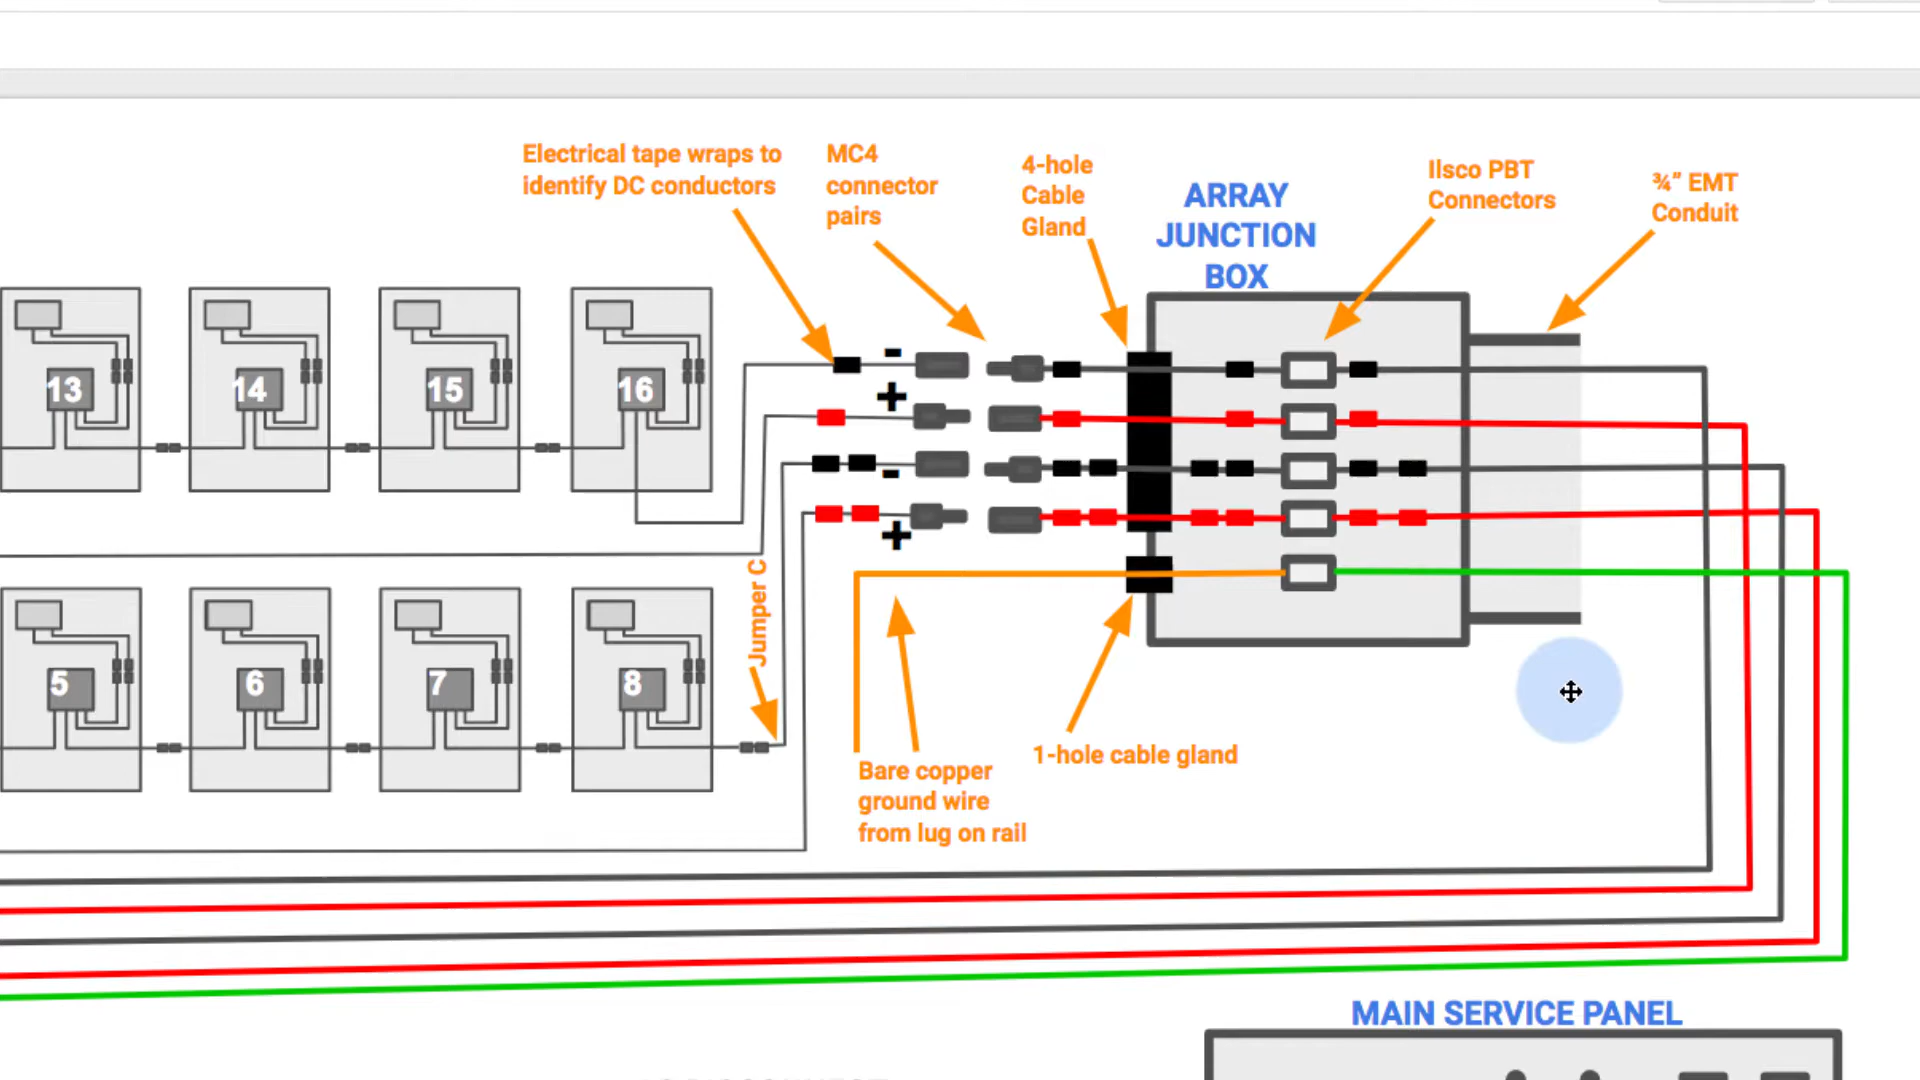 Electrical tape wraps to
identify DC conductors
MC4
connector
pairs
4-hole
Cable
Gland
ARRAY
JUNCTION
BOX
Ilsco PBT
Connectors
¾” EMT
Conduit
13
14
15
16
-
+
-
+
Jumper C
5
6
7
8
Bare copper
ground wire
from lug on rail
1-hole cable gland
MAIN SERVICE PANEL